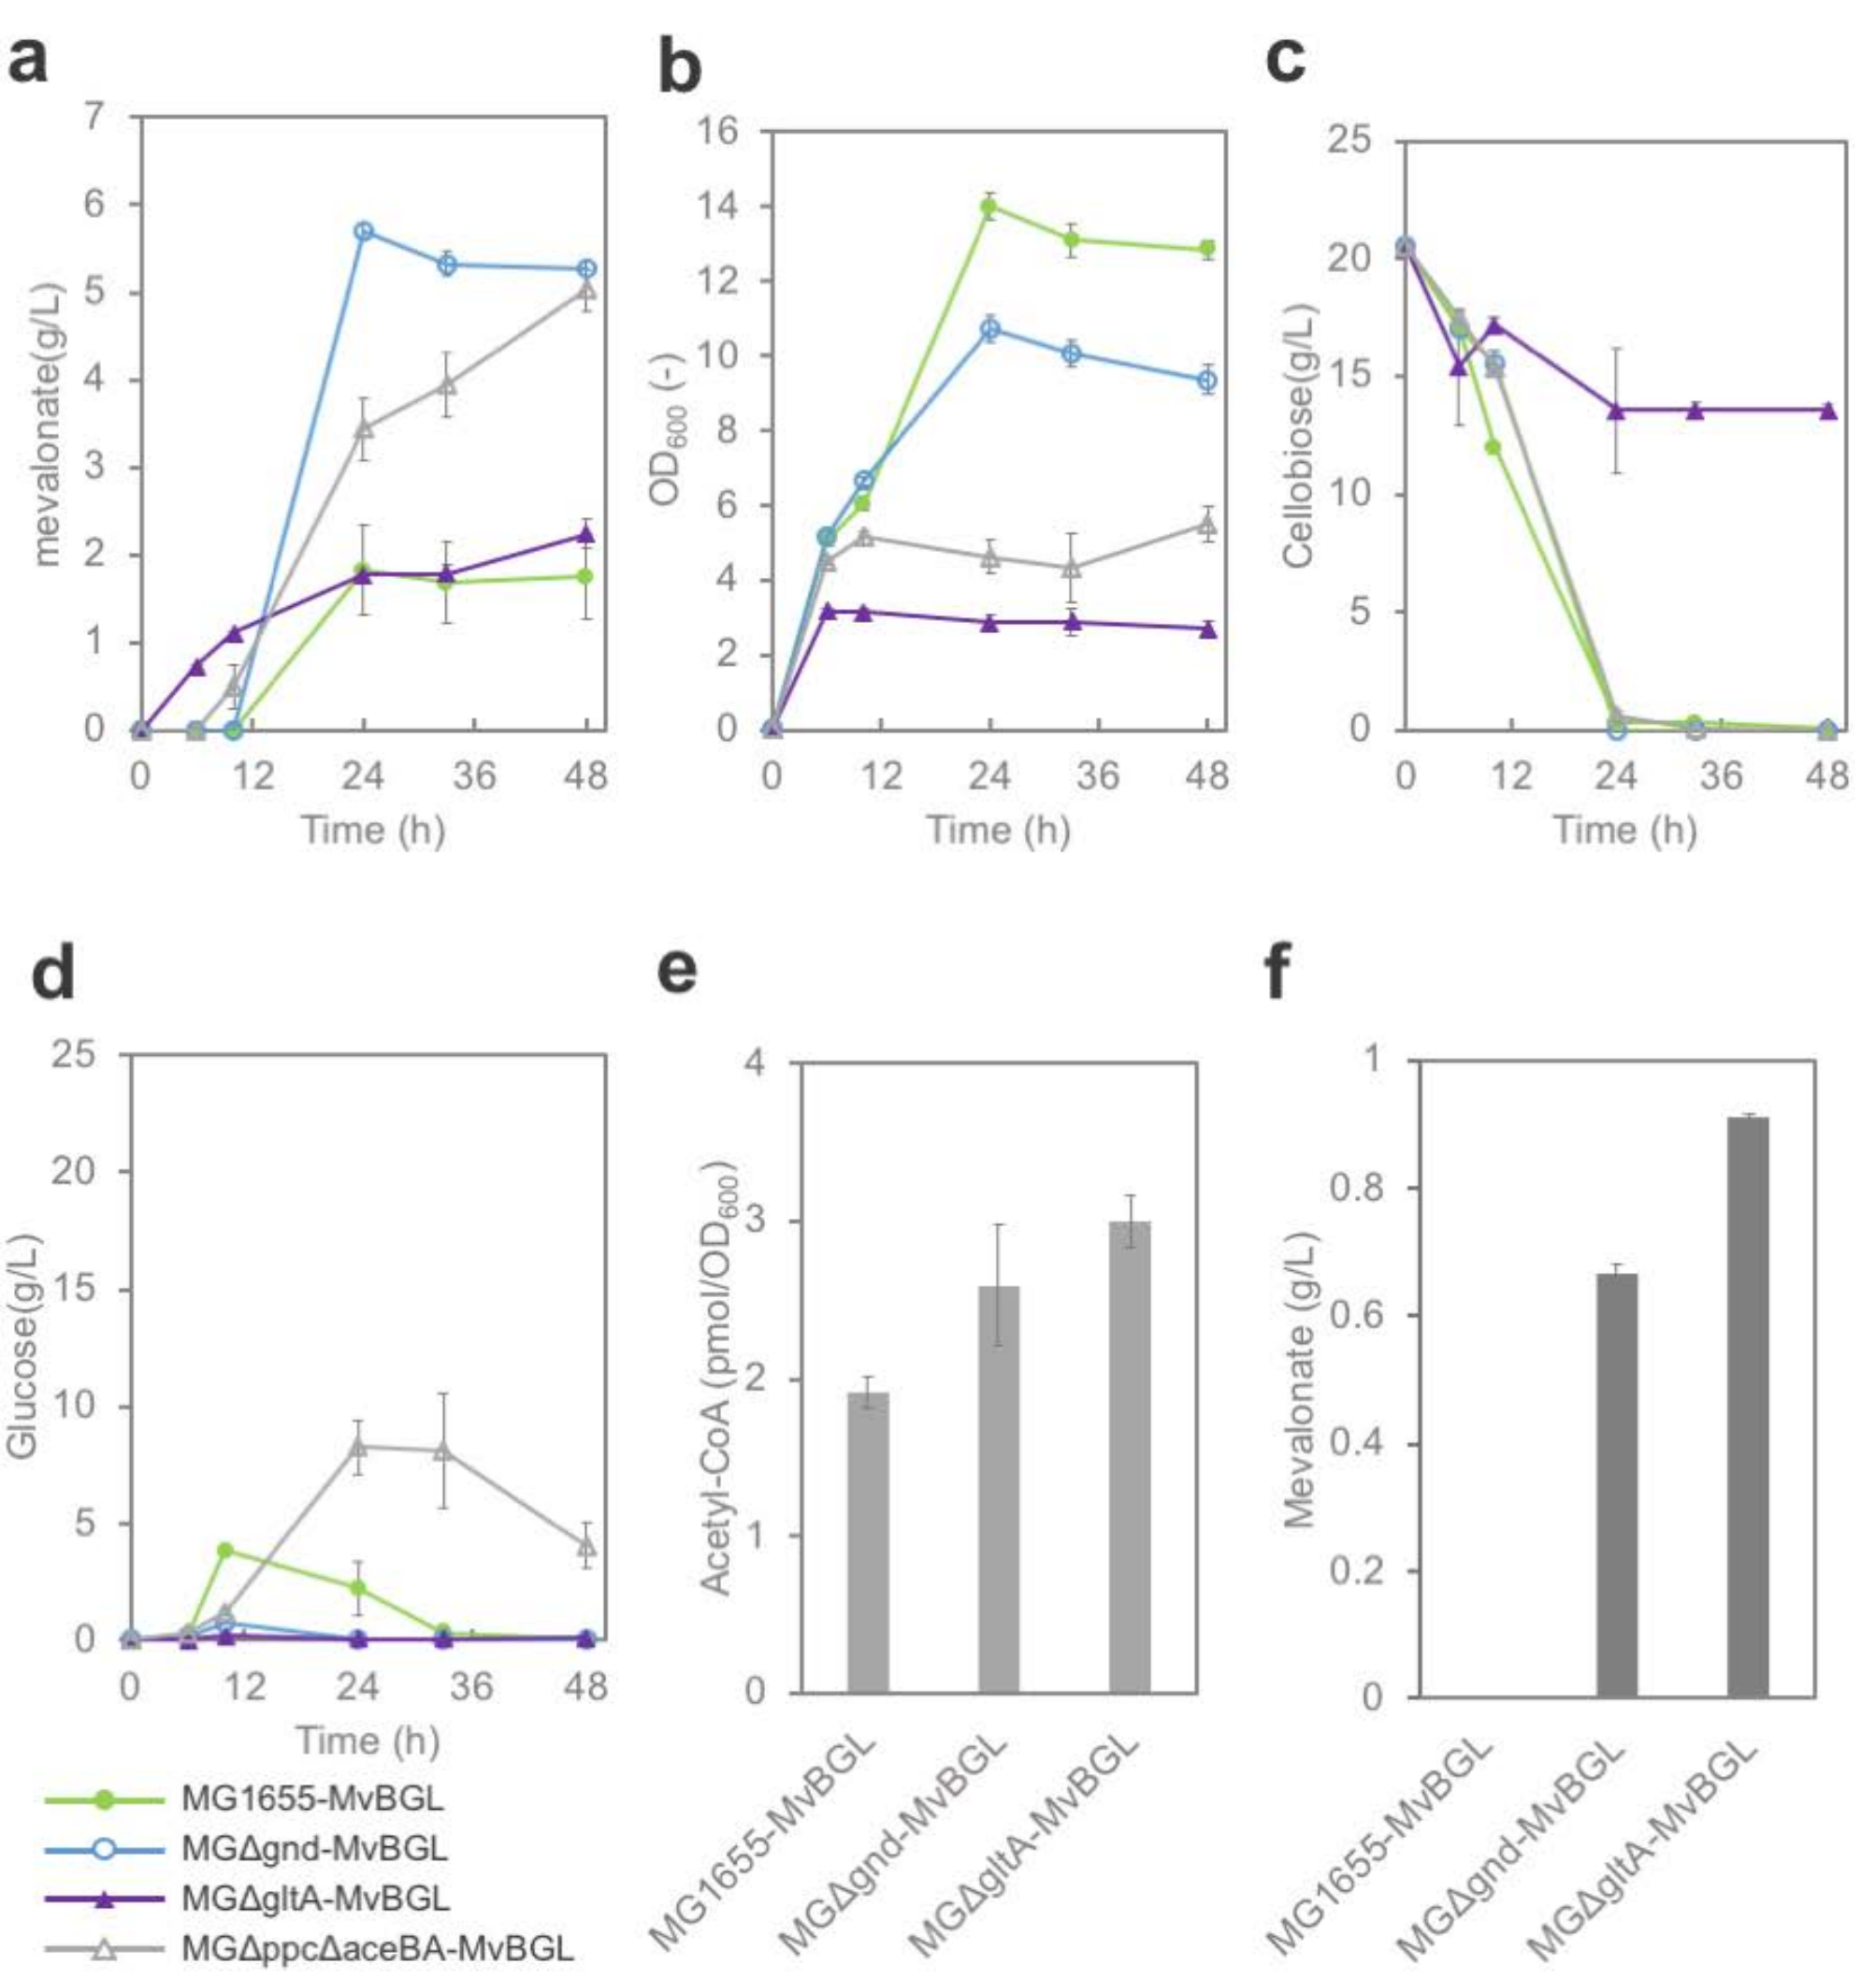 a
b
c
7
6
5
4
3
2
1
0
mevalonate(g/L)
0 12 24 36 48
Time (h)
16
14
12
10
8
6
4
2
0
OD600 (-)
0 12 24 36 48
Time (h)
25
20
15
10
5
0
Cellobiose(g/L)
0 12 24 36 48
Time (h)
d
e
f
25
20
15
10
5
0
Glucose(g/L)
0 12 24 36 48
Time (h)
4
3
2
1
0
Acetyl-CoA (pmol/OD600)
MG1655-MvBGL
MGΔgnd-MvBGL
MGΔgltA-MvBGL
1
0.8
0.6
0.4
0.2
0
Mevalonate (g/L)
MG1655-MvBGL
MGΔgnd-MvBGL
MGΔgltA-MvBGL
MG1655-MvBGL
MGΔgnd-MvBGL
MGΔgltA-MvBGL
MGΔppcΔaceBA-MvBGL